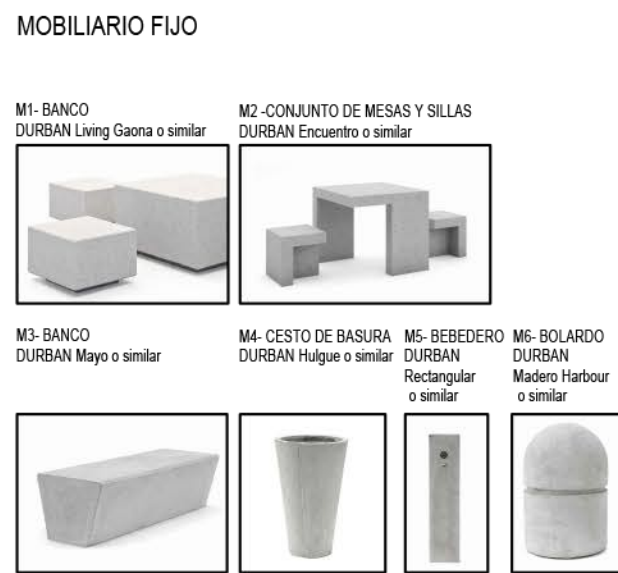 MOBILIARIO FIJO
M1- BANCO
DURBAN Living Gaona o similar
M2 -CONJUNTO DE MESAS Y SILLAS
DURBAN Encuentro o similar
M3- BANCO
DURBAN Mayo o similar
M4- CESTO DE BASURA
DURBAN Hulgue o similar
M5- BEBEDERO
DURBAN
Rectangular
o similar
M6- BOLARDO
DURBAN
Madero Harbour
o similar